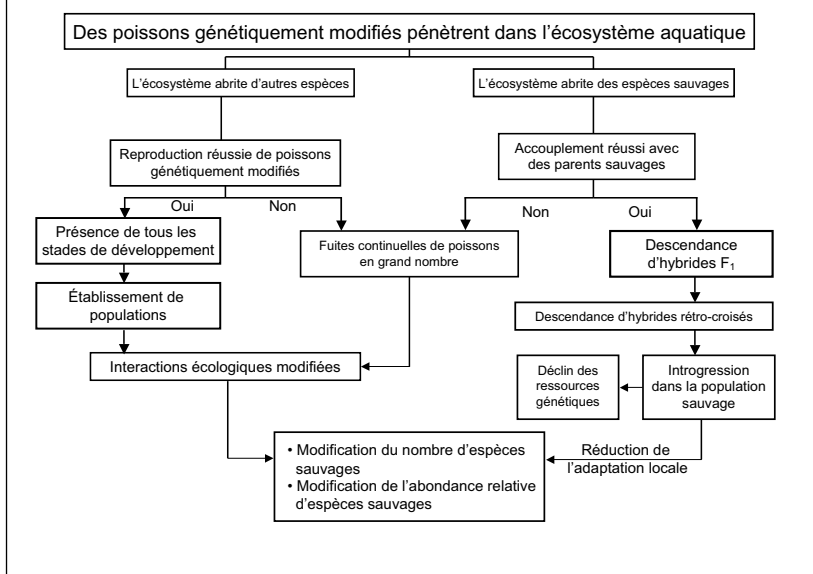 Des poissons génétiquement modifiés pénètrent dans l'écosystème aquatique
L'écosystème abrite d'autres espèces
L'écosystème abrite des espèces sauvages
Reproduction réussie de poissons
génétiquement modifiés
Accouplement réussi avec
des parents sauvages
Oui
Non
Non
Oui
Présence de tous les
stades de développement
Fuites continuelles de poissons
en grand nombre
Descendance
d'hybrides F₁
Établissement de
populations
Descendance d'hybrides rétro-croisés
Interactions écologiques modifiées
Déclin des
ressources
génétiques
Introgression
dans la population
sauvage
• Modification du nombre d'espèces
sauvages
• Modification de l'abondance relative
d'espèces sauvages
Réduction de
l'adaptation locale